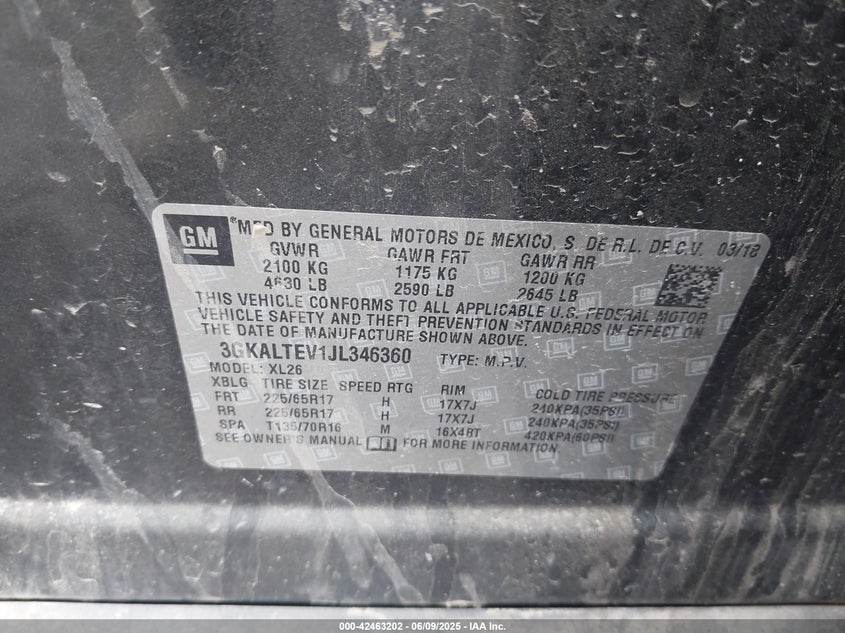 GM
®MFD BY GENERAL MOTORS DE MEXICO, S. DE R.L. DE C.V. 03/18
GVWR GAWR FRT GAWR RR
2100 KG 1175 KG 1200 KG
4630 LB 2590 LB 2645 LB
THIS VEHICLE CONFORMS TO ALL APPLICABLE U.S. FEDERAL MOTOR
VEHICLE SAFETY AND THEFT PREVENTION STANDARDS IN EFFECT ON
THE DATE OF MANUFACTURE SHOWN ABOVE.
3GKALTEV1JL346360 TYPE: M.P.V.
MODEL: XL26
XBLG TIRE SIZE SPEED RTG RIM COLD TIRE PRESSURE
FRT 225/65R17 H 17X7J 240KPA(35PSI)
RR 225/65R17 H 17X7J 240KPA(35PSI)
SPA T135/70R16 M 16X4BT 420KPA(60PSI)
SEE OWNER'S MANUAL FOR MORE INFORMATION.
000-42463202 - 06/09/2025 - IAA Inc.